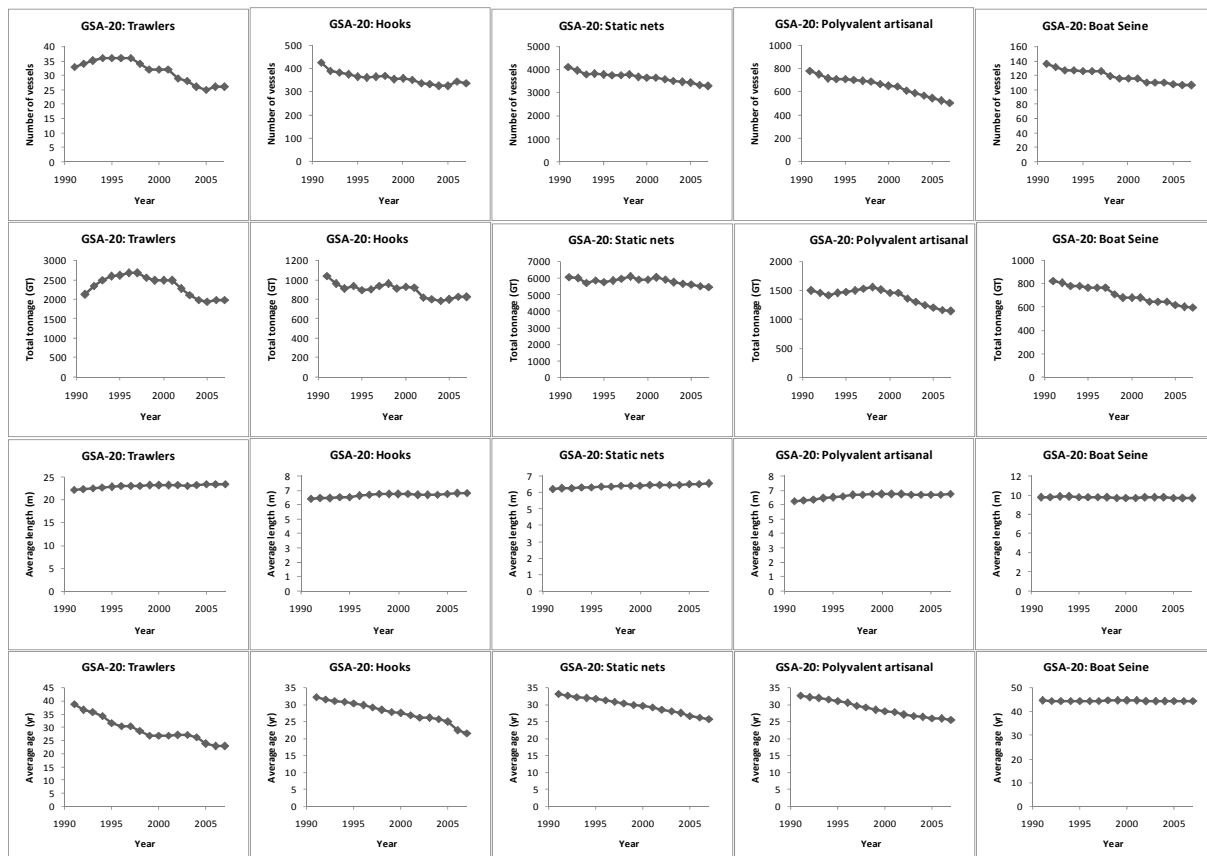 GSA-20: Trawlers
Number of vessels
40
35
30
25
20
15
10
5
0
1990 1995 2000 2005
Year
GSA-20: Hooks
Number of vessels
500
400
300
200
100
0
1990 1995 2000 2005
Year
GSA-20: Static nets
Number of vessels
5000
4000
3000
2000
1000
0
1990 1995 2000 2005
Year
GSA-20: Polyvalent artisanal
Number of vessels
1000
800
600
400
200
0
1990 1995 2000 2005
Year
GSA-20: Boat Seine
Number of vessels
160
140
120
100
80
60
40
20
0
1990 1995 2000 2005
Year
GSA-20: Trawlers
Total tonnage (GT)
3000
2500
2000
1500
1000
500
0
1990 1995 2000 2005
Year
GSA-20: Hooks
Total tonnage (GT)
1200
1000
800
600
400
200
0
1990 1995 2000 2005
Year
GSA-20: Static nets
Total tonnage (GT)
7000
6000
5000
4000
3000
2000
1000
0
1990 1995 2000 2005
Year
GSA-20: Polyvalent artisanal
Total tonnage (GT)
2000
1500
1000
500
0
1990 1995 2000 2005
Year
GSA-20: Boat Seine
Total tonnage (GT)
1000
800
600
400
200
0
1990 1995 2000 2005
Year
GSA-20: Trawlers
Average length (m)
25
20
15
10
5
0
1990 1995 2000 2005
Year
GSA-20: Hooks
Average length (m)
8
7
6
5
4
3
2
1
0
1990 1995 2000 2005
Year
GSA-20: Static nets
Average length (m)
7
6
5
4
3
2
1
0
1990 1995 2000 2005
Year
GSA-20: Polyvalent artisanal
Average length (m)
8
7
6
5
4
3
2
1
0
1990 1995 2000 2005
Year
GSA-20: Boat Seine
Average length (m)
12
10
8
6
4
2
0
1990 1995 2000 2005
Year
GSA-20: Trawlers
Average age (yr)
45
40
35
30
25
20
15
10
5
0
1990 1995 2000 2005
Year
GSA-20: Hooks
Average age (yr)
35
30
25
20
15
10
5
0
1990 1995 2000 2005
Year
GSA-20: Static nets
Average age (yr)
35
30
25
20
15
10
5
0
1990 1995 2000 2005
Year
GSA-20: Polyvalent artisanal
Average age (yr)
35
30
25
20
15
10
5
0
1990 1995 2000 2005
Year
GSA-20: Boat Seine
Average age (yr)
50
40
30
20
10
0
1990 1995 2000 2005
Year